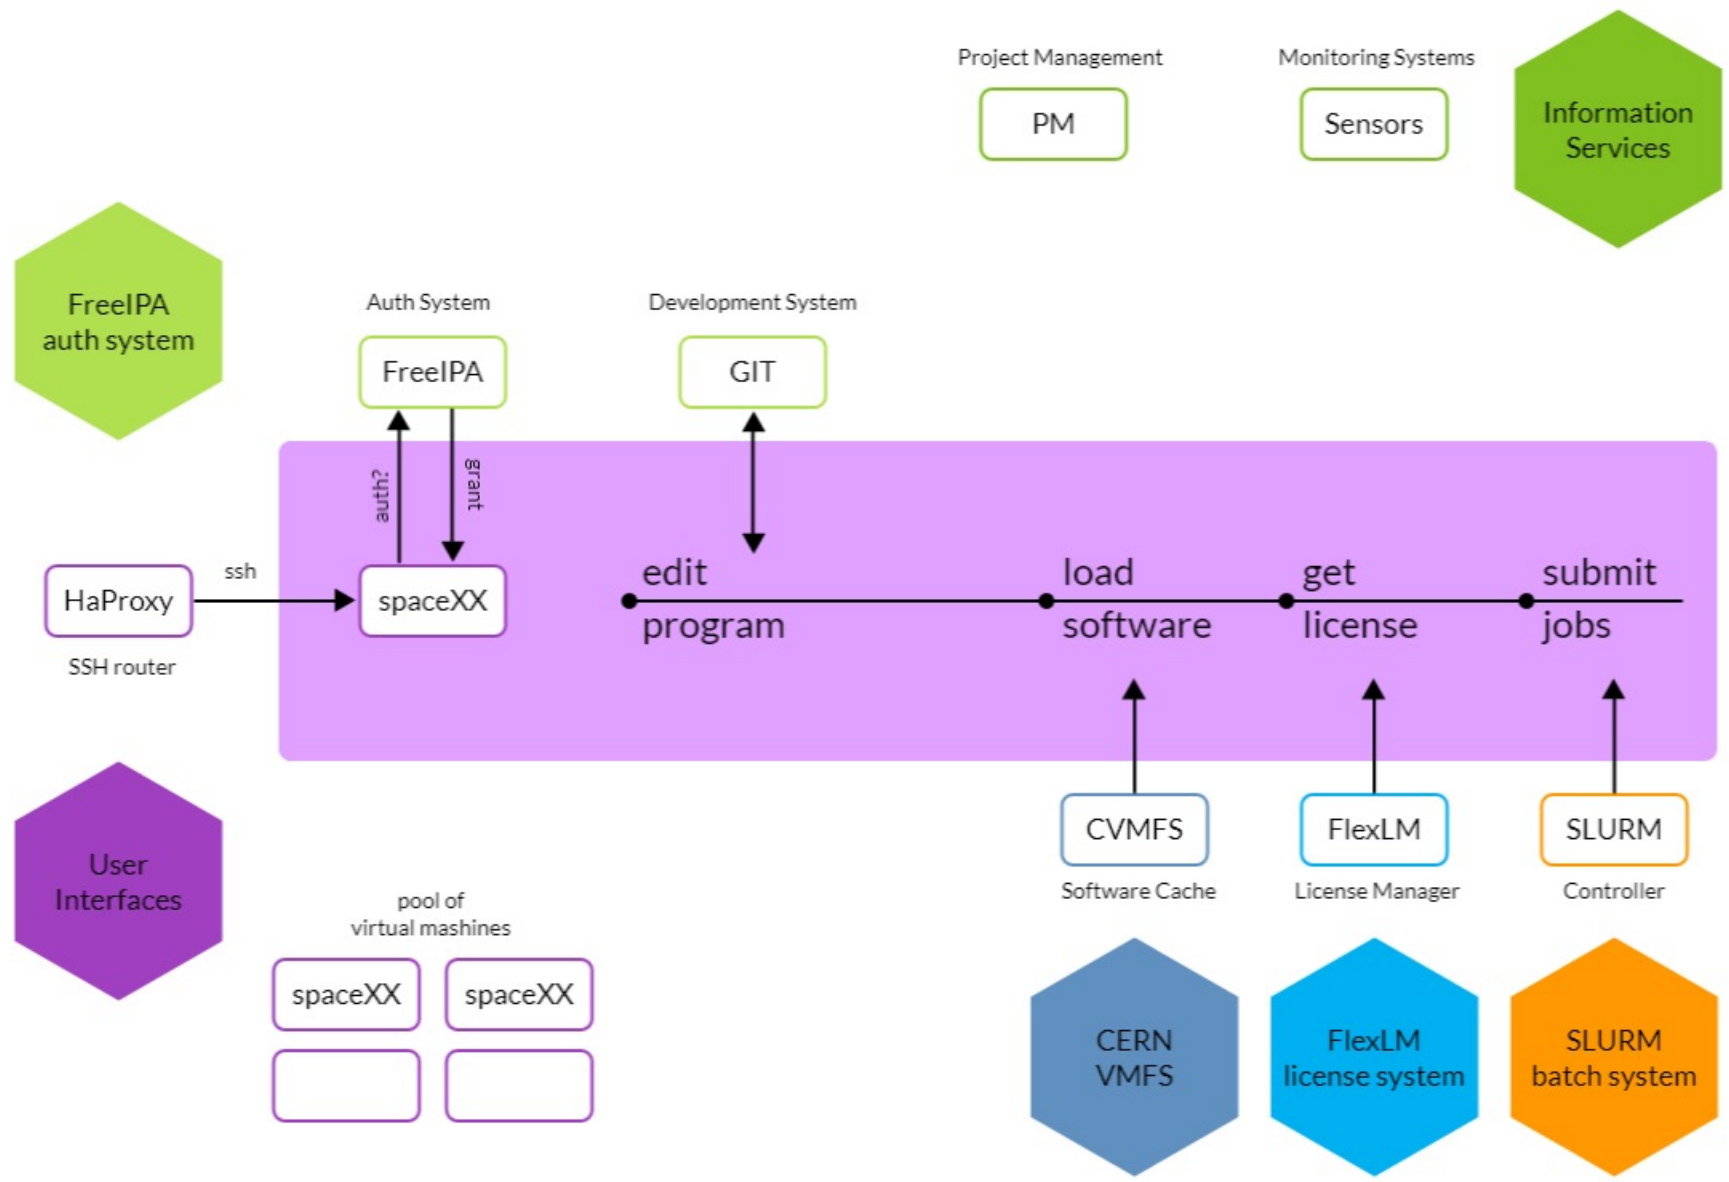 Project Management
Monitoring Systems
PM
Sensors
Information
Services
FreeIPA
auth system
Auth System
Development System
FreeIPA
GIT
auth?
grant
HaProxy
ssh
spaceXX
SSH router
edit
program
load
software
get
license
submit
jobs
CVMFS
FlexLM
SLURM
Software Cache
License Manager
Controller
User
Interfaces
pool of
virtual mashines
spaceXX
spaceXX
CERN
VMFS
FlexLM
license system
SLURM
batch system